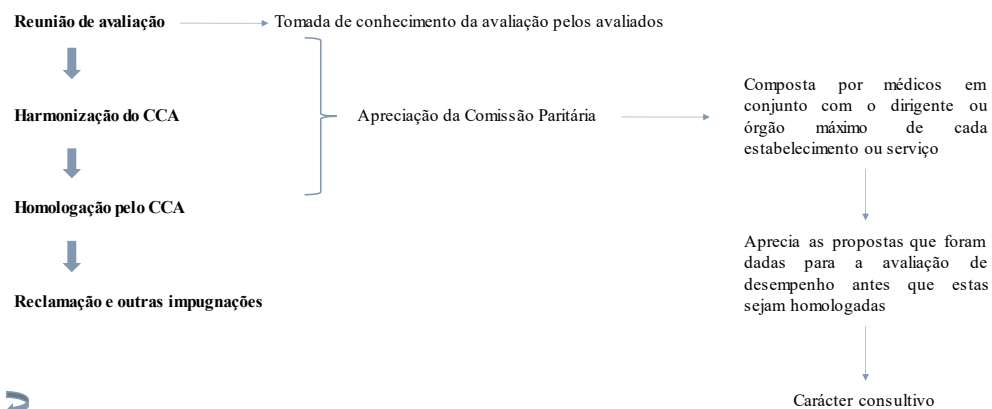 Reunião de avaliação
Tomada de conhecimento da avaliação pelos avaliados
Harmonização do CCA
Apreciação da Comissão Paritária
Composta por médicos em
conjunto com o dirigente ou
órgão máximo de cada
estabelecimento ou serviço
Homologação pelo CCA
Aprecia as propostas que foram
dadas para a avaliação de
desempenho antes que estas
sejam homologadas
Reclamação e outras impugnações
Carácter consultivo